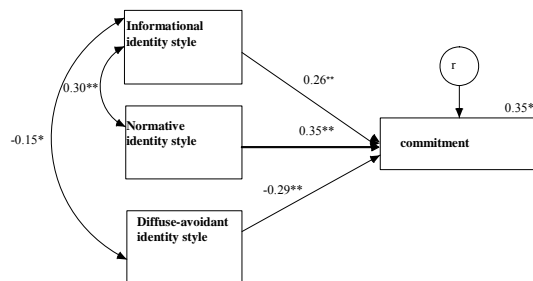 Informational
identity style
r
0.26**
0.30**
0.35*
Normative
identity style
0.35**
-0.15*
commitment
-0.29**
Diffuse-avoidant
identity style